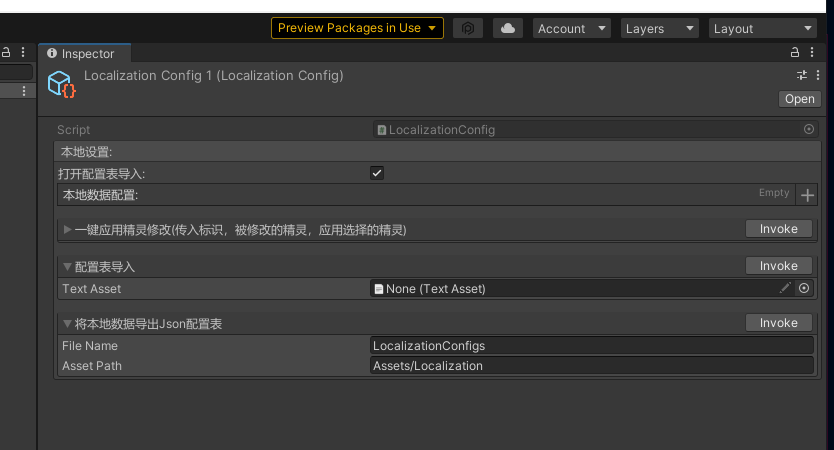 Preview Packages in Use
Account
Layers
Layout
Inspector
Localization Config 1 (Localization Config)
Open
Script
LocalizationConfig
本地设置:
打开配置表导入:
本地数据配置:
Empty
一键应用精灵修改(传入标识，被修改的精灵，应用选择的精灵)
Invoke
配置表导入
Invoke
Text Asset
None (Text Asset)
将本地数据导出Json配置表
Invoke
File Name
LocalizationConfigs
Asset Path
Assets/Localization